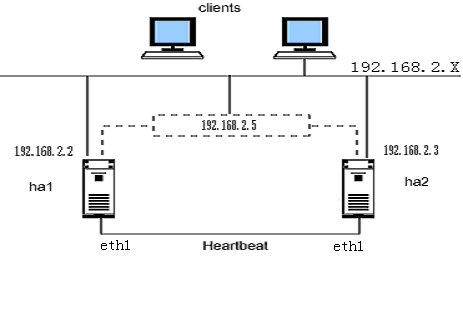 clients
192.168.2.X
192.168.2.5
192.168.2.2
192.168.2.3
ha1
ha2
eth1
Heartbeat
eth1